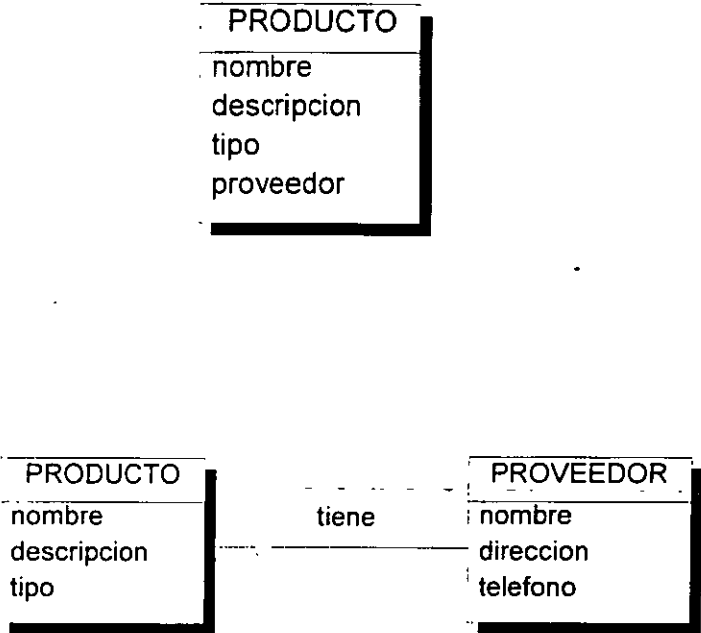 PRODUCTO
nombre
descripcion
tipo
proveedor
PRODUCTO
nombre
descripcion
tipo
tiene
PROVEEDOR
nombre
direccion
telefono